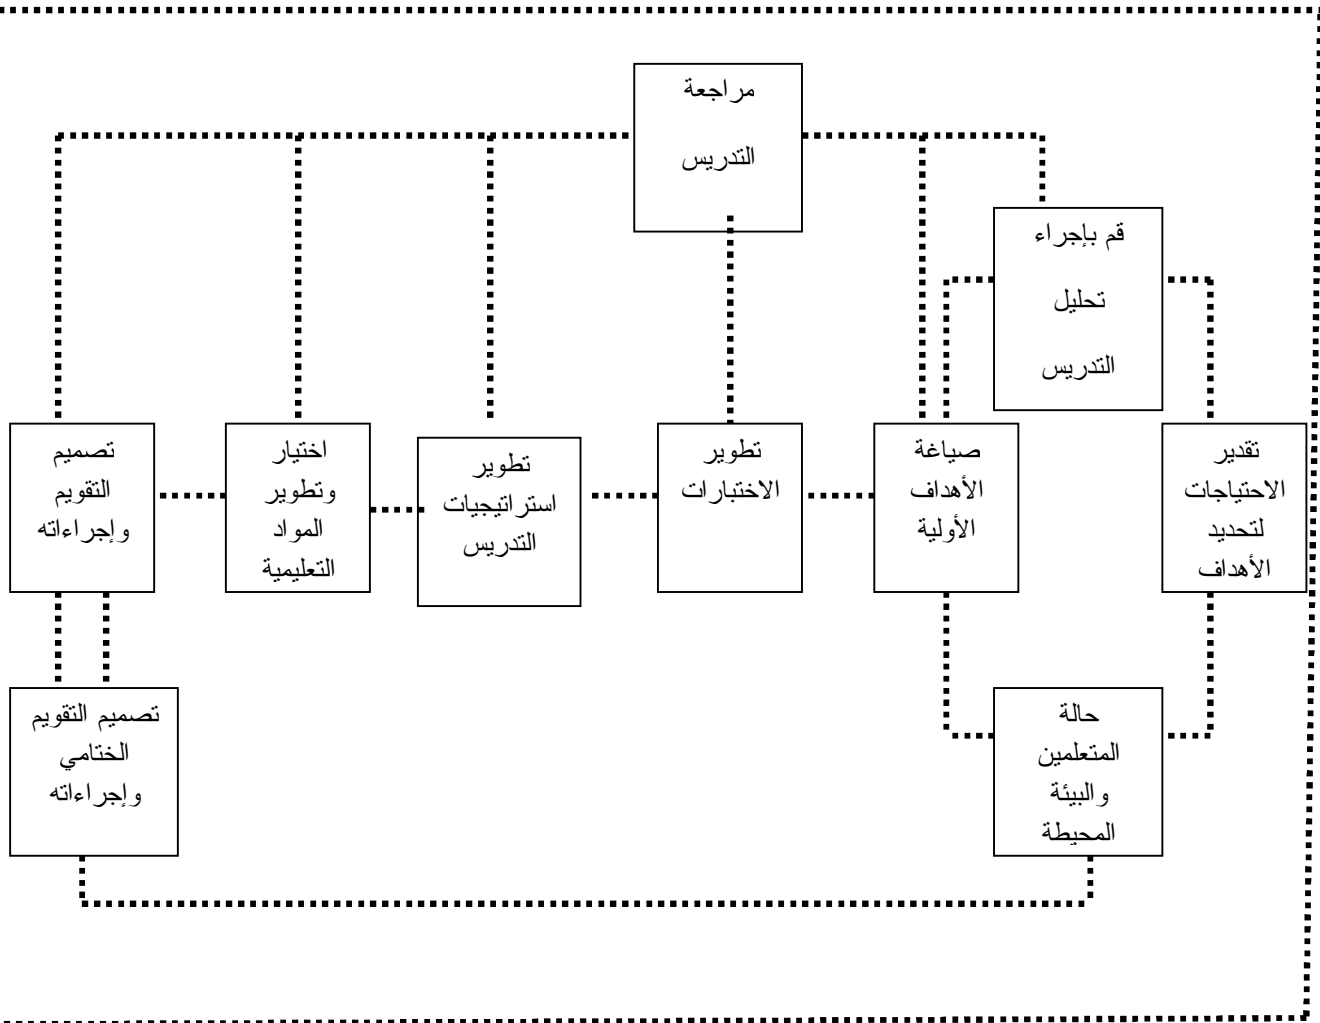 مراجعة
التدريس
قم بإجراء
تحليل
التدريس
تقدير
الاحتياجات
لتحديد
الأهداف
صياغة
الأهداف
الأولية
تطوير
الاختبارات
تطوير
استراتيجيات
التدريس
اختيار
وتطوير
المواد
التعليمية
تصميم
التقويم
وإجراءاته
حالة
المتعلمين
والبيئة
المحيطة
تصميم التقويم
الختامي
وإجراءاته